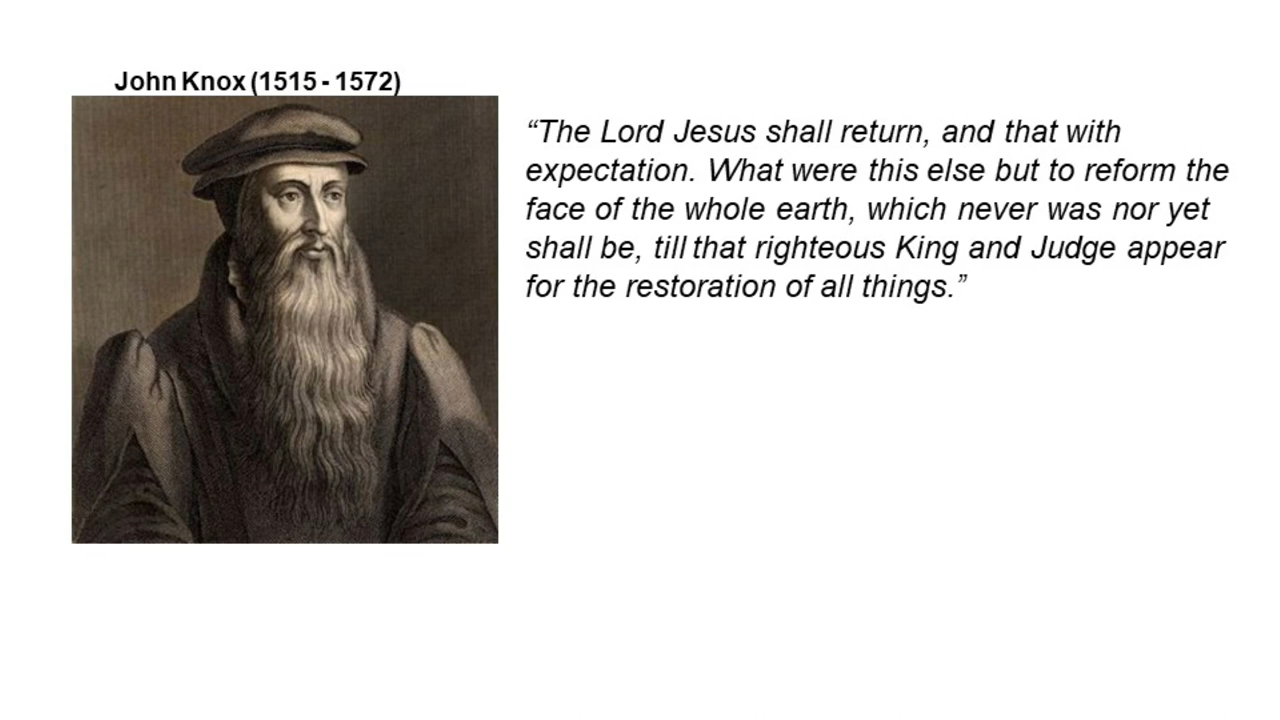 John Knox (1515 - 1572)
“The Lord Jesus shall return, and that with
expectation. What were this else but to reform the
face of the whole earth, which never was nor yet
shall be, till that righteous King and Judge appear
for the restoration of all things.”